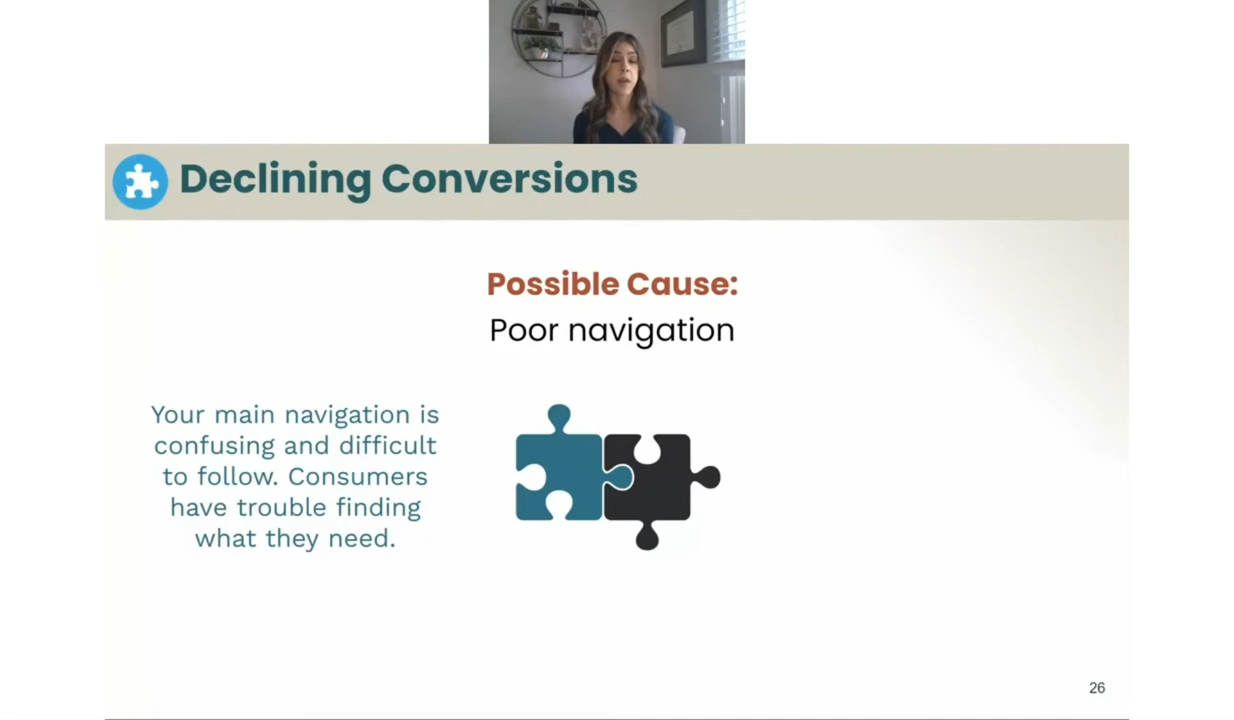 Declining Conversions
Possible Cause:
Poor navigation
Your main navigation is
confusing and difficult
to follow. Consumers
have trouble finding
what they need.
26